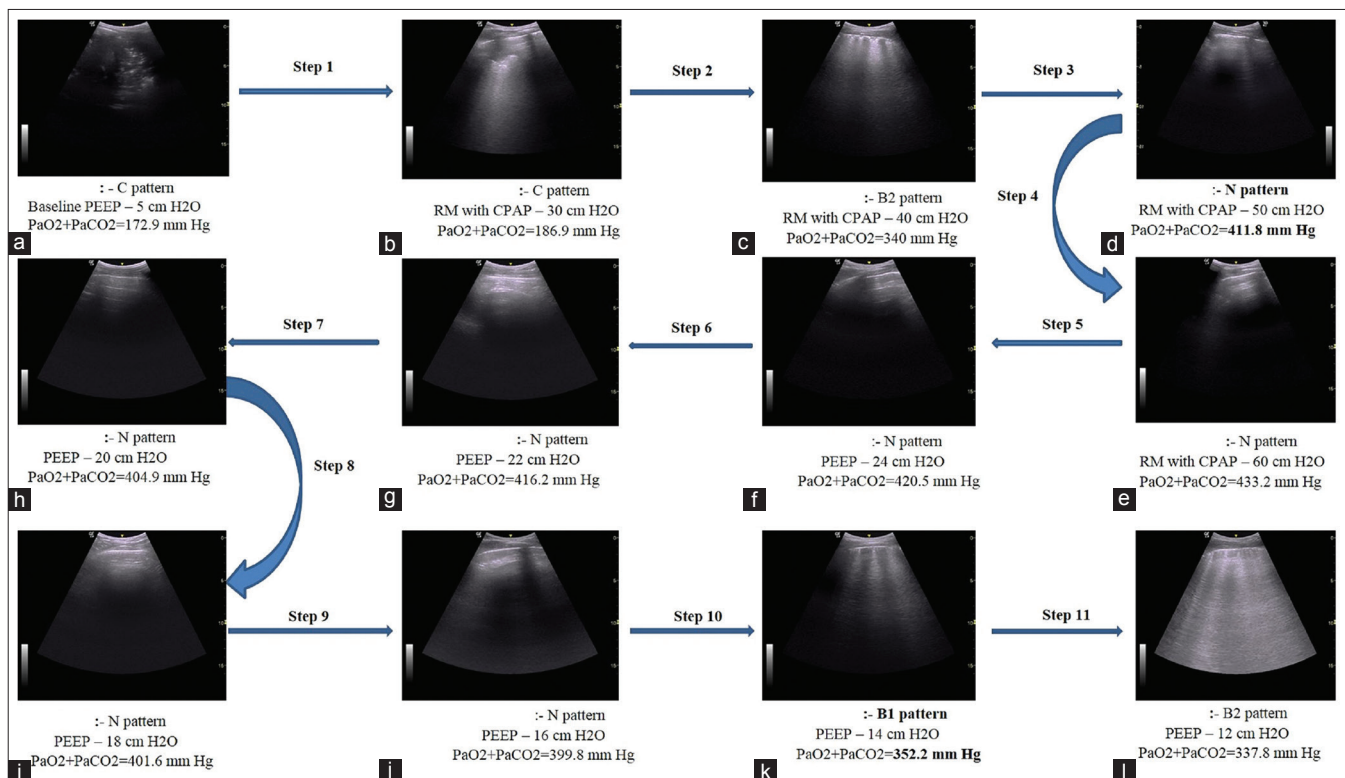 Step 1
Step 2
Step 3
:- C pattern
Baseline PEEP – 5 cm H2O
PaO2+PaCO2=172.9 mm Hg
a
:- C pattern
RM with CPAP – 30 cm H2O
PaO2+PaCO2=186.9 mm Hg
b
:- B2 pattern
RM with CPAP – 40 cm H2O
PaO2+PaCO2=340 mm Hg
c
:- N pattern
RM with CPAP – 50 cm H2O
PaO2+PaCO2=411.8 mm Hg
d
Step 4
Step 7
Step 6
Step 5
:- N pattern
PEEP – 20 cm H2O
PaO2+PaCO2=404.9 mm Hg
h
Step 8
:- N pattern
PEEP – 22 cm H2O
PaO2+PaCO2=416.2 mm Hg
g
:- N pattern
PEEP – 24 cm H2O
PaO2+PaCO2=420.5 mm Hg
f
:- N pattern
RM with CPAP – 60 cm H2O
PaO2+PaCO2=433.2 mm Hg
e
Step 9
Step 10
Step 11
:- N pattern
PEEP – 18 cm H2O
PaO2+PaCO2=401.6 mm Hg
i
:- N pattern
PEEP – 16 cm H2O
PaO2+PaCO2=399.8 mm Hg
j
:- B1 pattern
PEEP – 14 cm H2O
PaO2+PaCO2=352.2 mm Hg
k
:- B2 pattern
PEEP – 12 cm H2O
PaO2+PaCO2=337.8 mm Hg
l